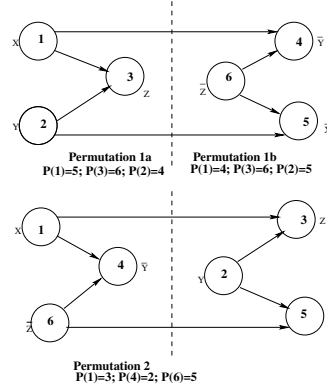 1
X
4
Y̅
3
Z
6
Z̅
2
Y
5
Permutation 1a
P(1)=5; P(3)=6; P(2)=4
Permutation 1b
P(1)=4; P(3)=6; P(2)=5
1
X
3
Z
4
Y̅
2
Y
6
Z̅
5
Permutation 2
P(1)=3; P(4)=2; P(6)=5